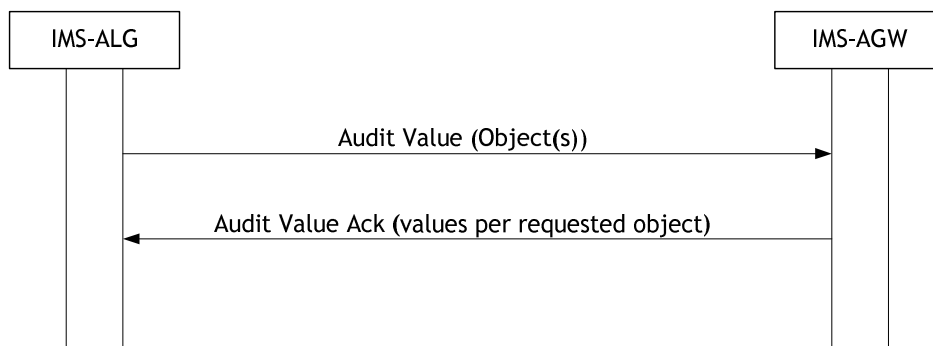 IMS-ALG
IMS-AGW
Audit Value (Object(s))
Audit Value Ack (values per requested object)